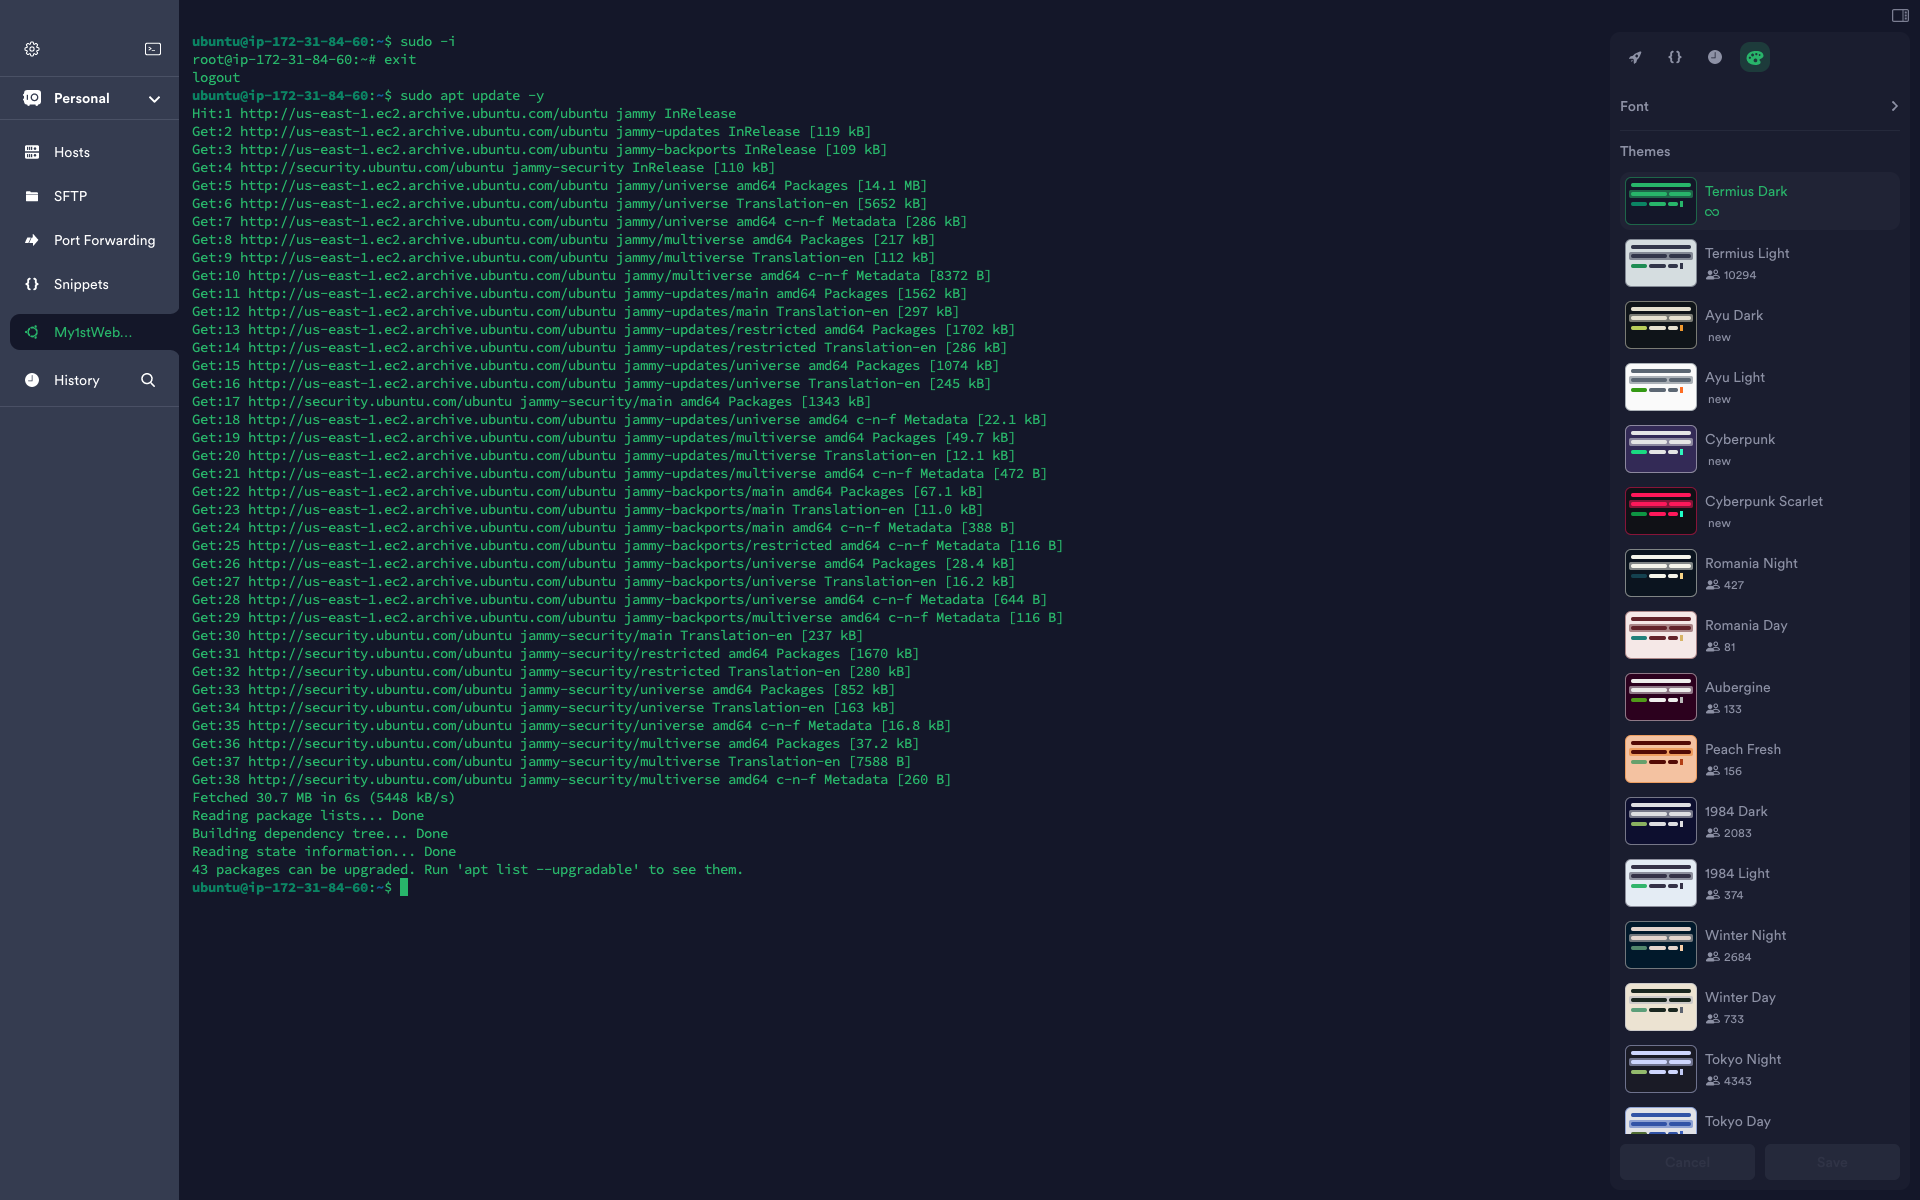 Personal
Hosts
SFTP
Port Forwarding
Snippets
My1stWeb...
History
ubuntu@ip-172-31-84-60:~$ sudo -i
root@ip-172-31-84-60:~# exit
logout
ubuntu@ip-172-31-84-60:~$ sudo apt update -y
Hit:1 http://us-east-1.ec2.archive.ubuntu.com/ubuntu jammy InRelease
Get:2 http://us-east-1.ec2.archive.ubuntu.com/ubuntu jammy-updates InRelease [119 kB]
Get:3 http://us-east-1.ec2.archive.ubuntu.com/ubuntu jammy-backports InRelease [109 kB]
Get:4 http://security.ubuntu.com/ubuntu jammy-security InRelease [110 kB]
Get:5 http://us-east-1.ec2.archive.ubuntu.com/ubuntu jammy/universe amd64 Packages [14.1 MB]
Get:6 http://us-east-1.ec2.archive.ubuntu.com/ubuntu jammy/universe Translation-en [5652 kB]
Get:7 http://us-east-1.ec2.archive.ubuntu.com/ubuntu jammy/universe amd64 c-n-f Metadata [286 kB]
Get:8 http://us-east-1.ec2.archive.ubuntu.com/ubuntu jammy/multiverse amd64 Packages [217 kB]
Get:9 http://us-east-1.ec2.archive.ubuntu.com/ubuntu jammy/multiverse Translation-en [112 kB]
Get:10 http://us-east-1.ec2.archive.ubuntu.com/ubuntu jammy/multiverse amd64 c-n-f Metadata [8372 B]
Get:11 http://us-east-1.ec2.archive.ubuntu.com/ubuntu jammy-updates/main amd64 Packages [1562 kB]
Get:12 http://us-east-1.ec2.archive.ubuntu.com/ubuntu jammy-updates/main Translation-en [297 kB]
Get:13 http://us-east-1.ec2.archive.ubuntu.com/ubuntu jammy-updates/restricted amd64 Packages [1702 kB]
Get:14 http://us-east-1.ec2.archive.ubuntu.com/ubuntu jammy-updates/restricted Translation-en [286 kB]
Get:15 http://us-east-1.ec2.archive.ubuntu.com/ubuntu jammy-updates/universe amd64 Packages [1074 kB]
Get:16 http://us-east-1.ec2.archive.ubuntu.com/ubuntu jammy-updates/universe Translation-en [245 kB]
Get:17 http://security.ubuntu.com/ubuntu jammy-security/main amd64 Packages [1343 kB]
Get:18 http://us-east-1.ec2.archive.ubuntu.com/ubuntu jammy-updates/universe amd64 c-n-f Metadata [22.1 kB]
Get:19 http://us-east-1.ec2.archive.ubuntu.com/ubuntu jammy-updates/multiverse amd64 Packages [49.7 kB]
Get:20 http://us-east-1.ec2.archive.ubuntu.com/ubuntu jammy-updates/multiverse Translation-en [12.1 kB]
Get:21 http://us-east-1.ec2.archive.ubuntu.com/ubuntu jammy-updates/multiverse amd64 c-n-f Metadata [472 B]
Get:22 http://us-east-1.ec2.archive.ubuntu.com/ubuntu jammy-backports/main amd64 Packages [67.1 kB]
Get:23 http://us-east-1.ec2.archive.ubuntu.com/ubuntu jammy-backports/main Translation-en [11.0 kB]
Get:24 http://us-east-1.ec2.archive.ubuntu.com/ubuntu jammy-backports/main amd64 c-n-f Metadata [388 B]
Get:25 http://us-east-1.ec2.archive.ubuntu.com/ubuntu jammy-backports/restricted amd64 c-n-f Metadata [116 B]
Get:26 http://us-east-1.ec2.archive.ubuntu.com/ubuntu jammy-backports/universe amd64 Packages [28.4 kB]
Get:27 http://us-east-1.ec2.archive.ubuntu.com/ubuntu jammy-backports/universe Translation-en [16.2 kB]
Get:28 http://us-east-1.ec2.archive.ubuntu.com/ubuntu jammy-backports/universe amd64 c-n-f Metadata [644 B]
Get:29 http://us-east-1.ec2.archive.ubuntu.com/ubuntu jammy-backports/multiverse amd64 c-n-f Metadata [116 B]
Get:30 http://security.ubuntu.com/ubuntu jammy-security/main Translation-en [237 kB]
Get:31 http://security.ubuntu.com/ubuntu jammy-security/restricted amd64 Packages [1670 kB]
Get:32 http://security.ubuntu.com/ubuntu jammy-security/restricted Translation-en [280 kB]
Get:33 http://security.ubuntu.com/ubuntu jammy-security/universe amd64 Packages [852 kB]
Get:34 http://security.ubuntu.com/ubuntu jammy-security/universe Translation-en [163 kB]
Get:35 http://security.ubuntu.com/ubuntu jammy-security/universe amd64 c-n-f Metadata [16.8 kB]
Get:36 http://security.ubuntu.com/ubuntu jammy-security/multiverse amd64 Packages [37.2 kB]
Get:37 http://security.ubuntu.com/ubuntu jammy-security/multiverse Translation-en [7588 B]
Get:38 http://security.ubuntu.com/ubuntu jammy-security/multiverse amd64 c-n-f Metadata [260 B]
Fetched 30.7 MB in 6s (5448 kB/s)
Reading package lists... Done
Building dependency tree... Done
Reading state information... Done
43 packages can be upgraded. Run 'apt list --upgradable' to see them.
ubuntu@ip-172-31-84-60:~$
Font
Themes
Termius Dark
∞
Termius Light
10294
Ayu Dark
new
Ayu Light
new
Cyberpunk
new
Cyberpunk Scarlet
new
Romania Night
427
Romania Day
81
Aubergine
133
Peach Fresh
156
1984 Dark
2083
1984 Light
374
Winter Night
2684
Winter Day
733
Tokyo Night
4343
Tokyo Day
Cancel
Save